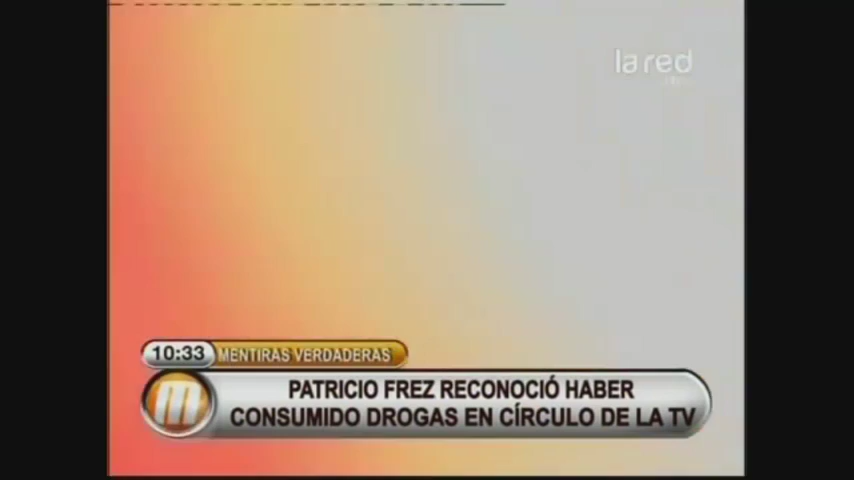 la red
10:33 MENTIRAS VERDADERAS
m PATRICIO FREZ RECONOCIÓ HABER
CONSUMIDO DROGAS EN CÍRCULO DE LA TV